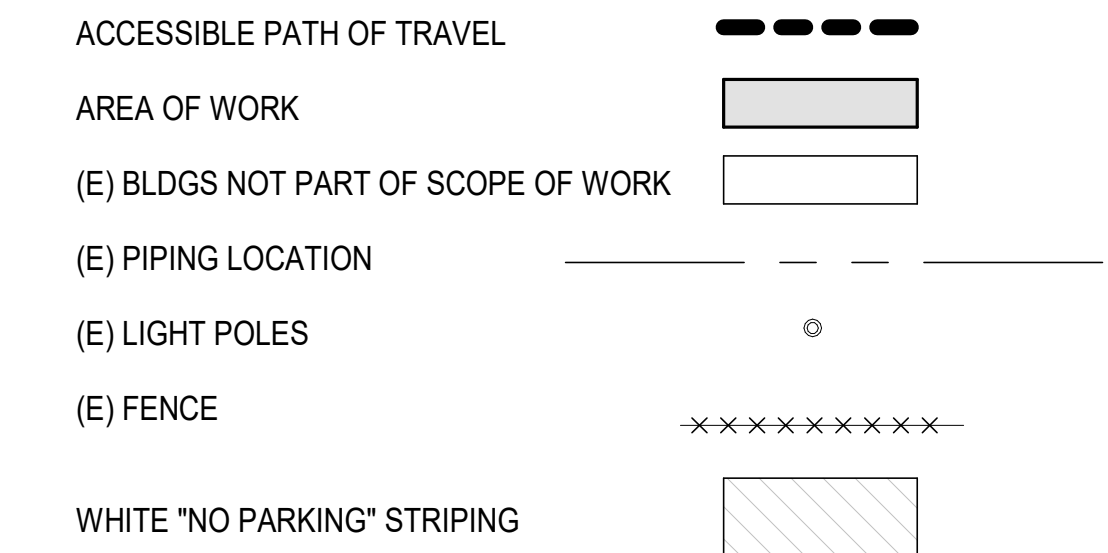 ACCESSIBLE PATH OF TRAVEL
AREA OF WORK
(E) BLDGS NOT PART OF SCOPE OF WORK
(E) PIPING LOCATION
(E) LIGHT POLES
(E) FENCE
WHITE "NO PARKING" STRIPING